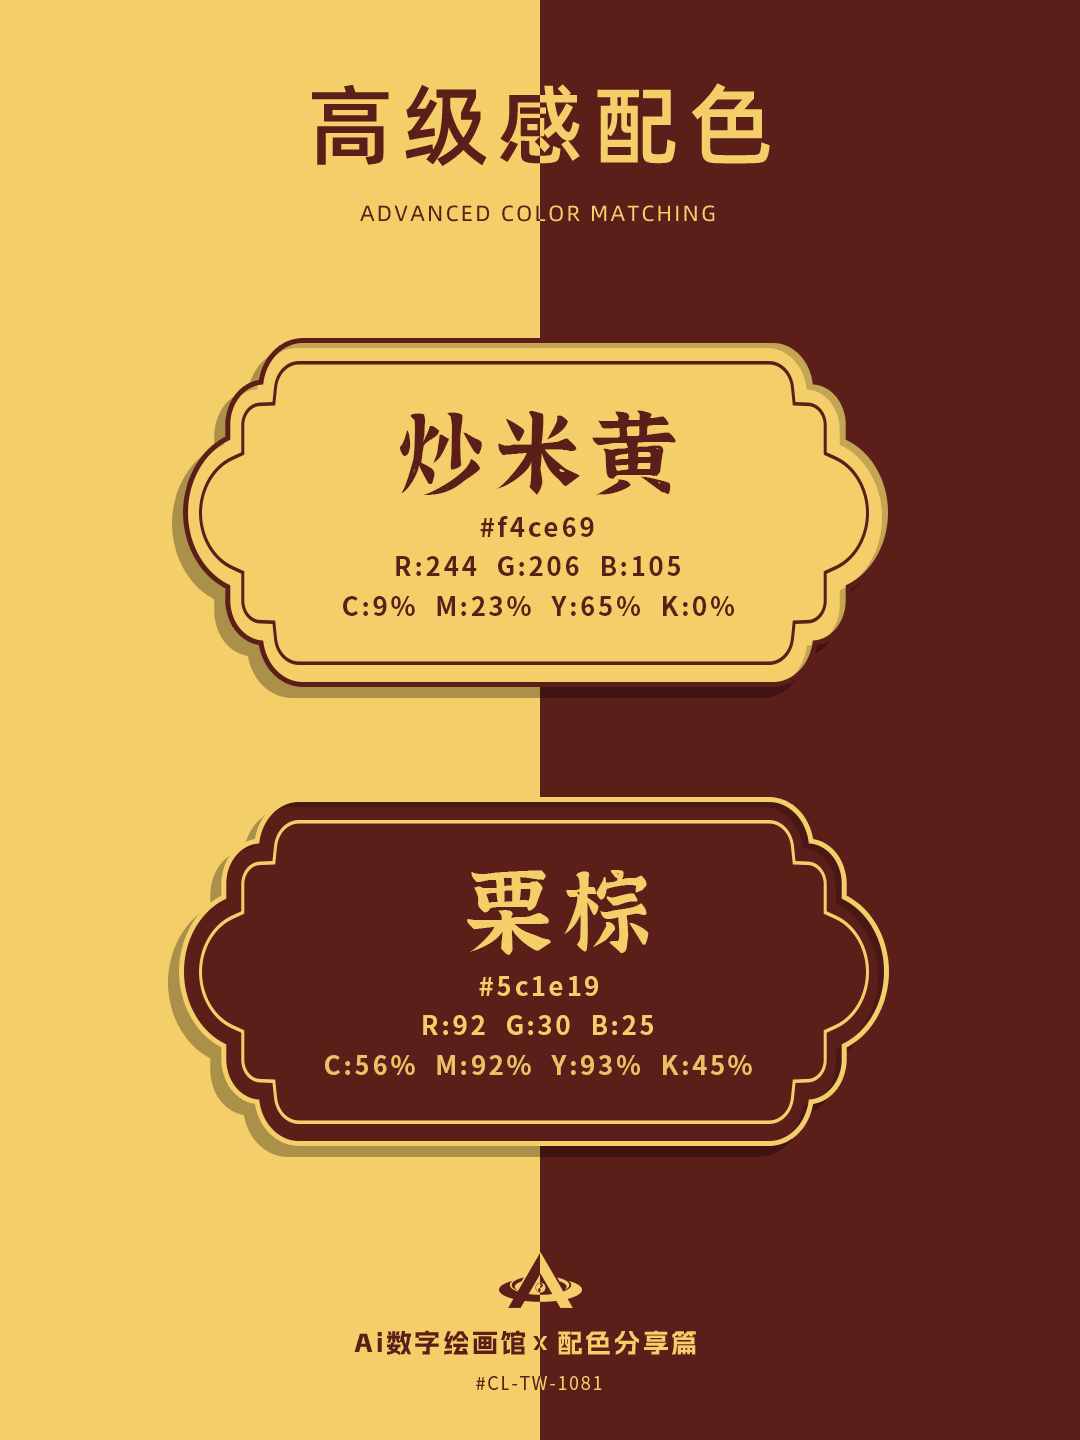 高级感配色
ADVANCED COLOR MATCHING
炒米黄
#f4ce69
R:244 G:206 B:105
C:9% M:23% Y:65% K:0%
栗棕
#5c1e19
R:92 G:30 B:25
C:56% M:92% Y:93% K:45%
Ai数字绘画馆 x 配色分享篇
#CL-TW-1081